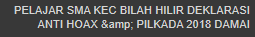 PELAJAR SMA KEC BILAH HILIR DEKLARASI
ANTI HOAX &amp; PILKADA 2018 DAMAI